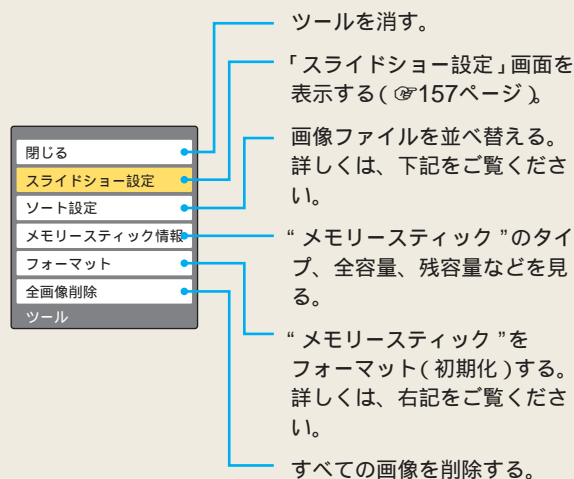 閉じる
スライドショー設定
ソート設定
メモリースティック情報
フォーマット
全画像削除
ツール
ツールを消す。
「スライドショー設定」画面を
表示する(☞157ページ)。
画像ファイルを並べ替える。
詳しくは、下記をご覧くださ
い。
“メモリースティック”のタイ
プ、全容量、残容量などを見
る。
“メモリースティック”を
フォーマット(初期化)する。
詳しくは、右記をご覧くださ
い。
すべての画像を削除する。